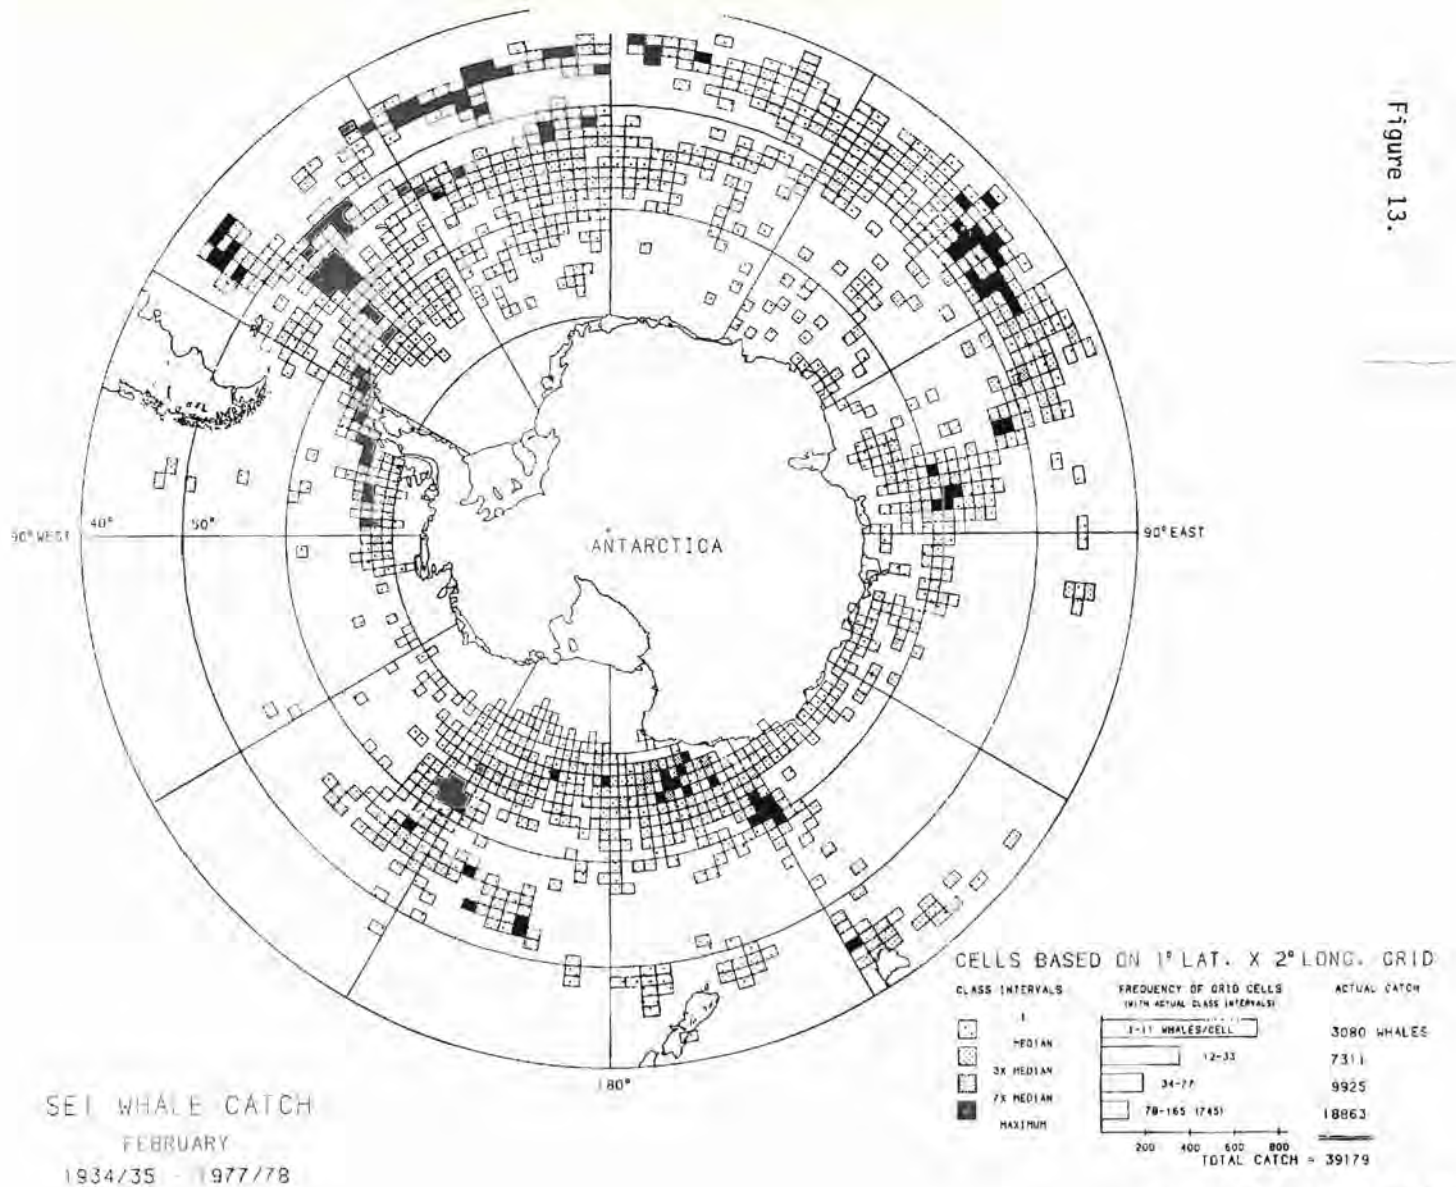 Figure 13.
90° WEST
40°
50°
ANTARCTICA
90° EAST
180°
CELLS BASED ON 1° LAT. X 2° LONG. GRID
CLASS INTERVALS
FREQUENCY OF GRID CELLS
(WITH ACTUAL CLASS INTERVALS)
ACTUAL CATCH
1
1-11 WHALES/CELL
3080 WHALES
MEDIAN
12-33
7311
3X MEDIAN
34-77
9925
7X MEDIAN
78-165 (745)
18863
MAXIMUM
200 400 600 800
TOTAL CATCH = 39179
SEI WHALE CATCH
FEBRUARY
1934/35 - 1977/78